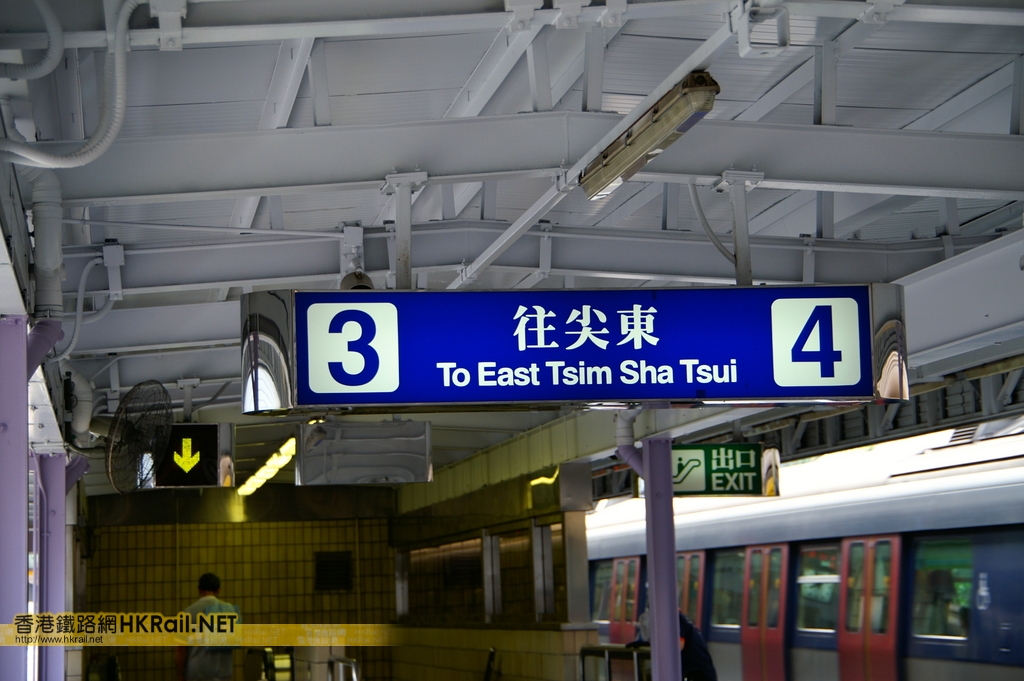 3
往尖東
To East Tsim Sha Tsui
4
出口
EXIT
香港鐵路網HKRail.NET
http://www.hkrail.net